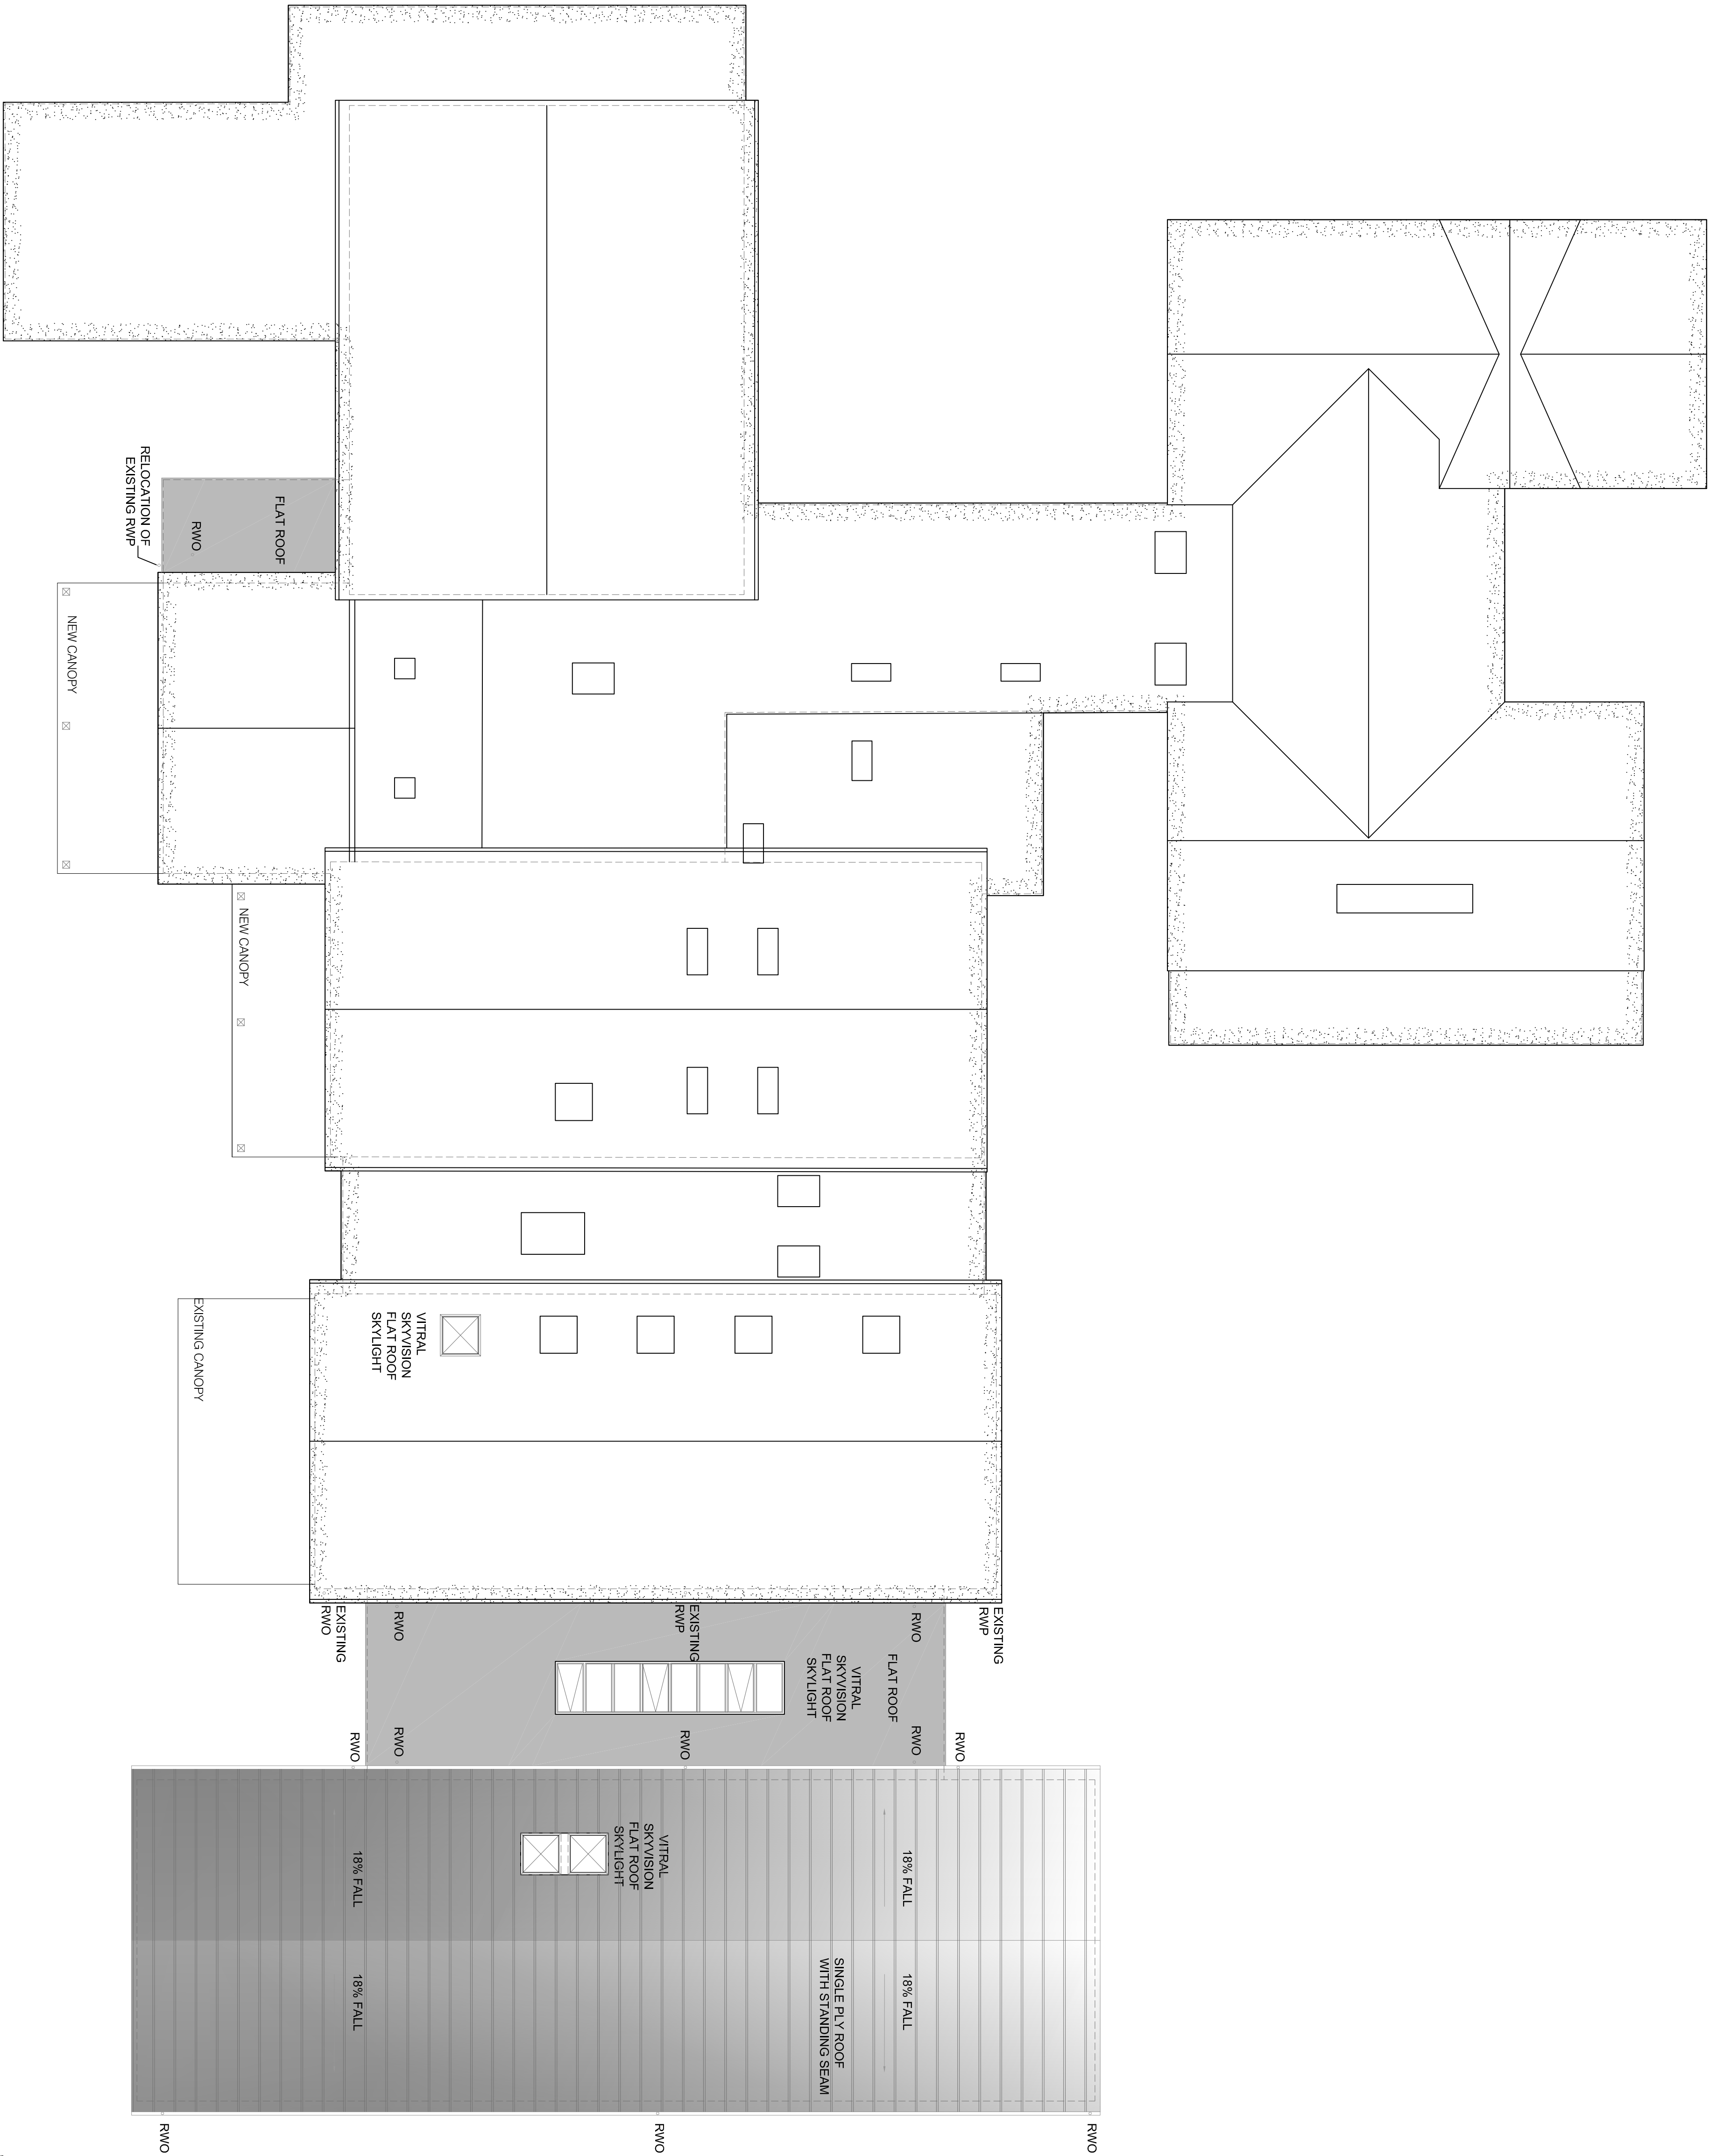 RELOCATION OF
EXISTING RWP
FLAT ROOF
RWO
NEW CANOPY
NEW CANOPY
EXISTING CANOPY
VITRAL
SKYVISION
FLAT ROOF
SKYLIGHT
EXISTING
RWO
RWO
EXISTING
RWP
RWO
EXISTING
RWP
FLAT ROOF
VITRAL
SKYVISION
FLAT ROOF
SKYLIGHT
RWO
RWO
RWO
RWO
RWO
VITRAL
SKYVISION
FLAT ROOF
SKYLIGHT
18% FALL
18% FALL
18% FALL
18% FALL
SINGLE PLY ROOF
WITH STANDING SEAM
RWO
RWO
RWO